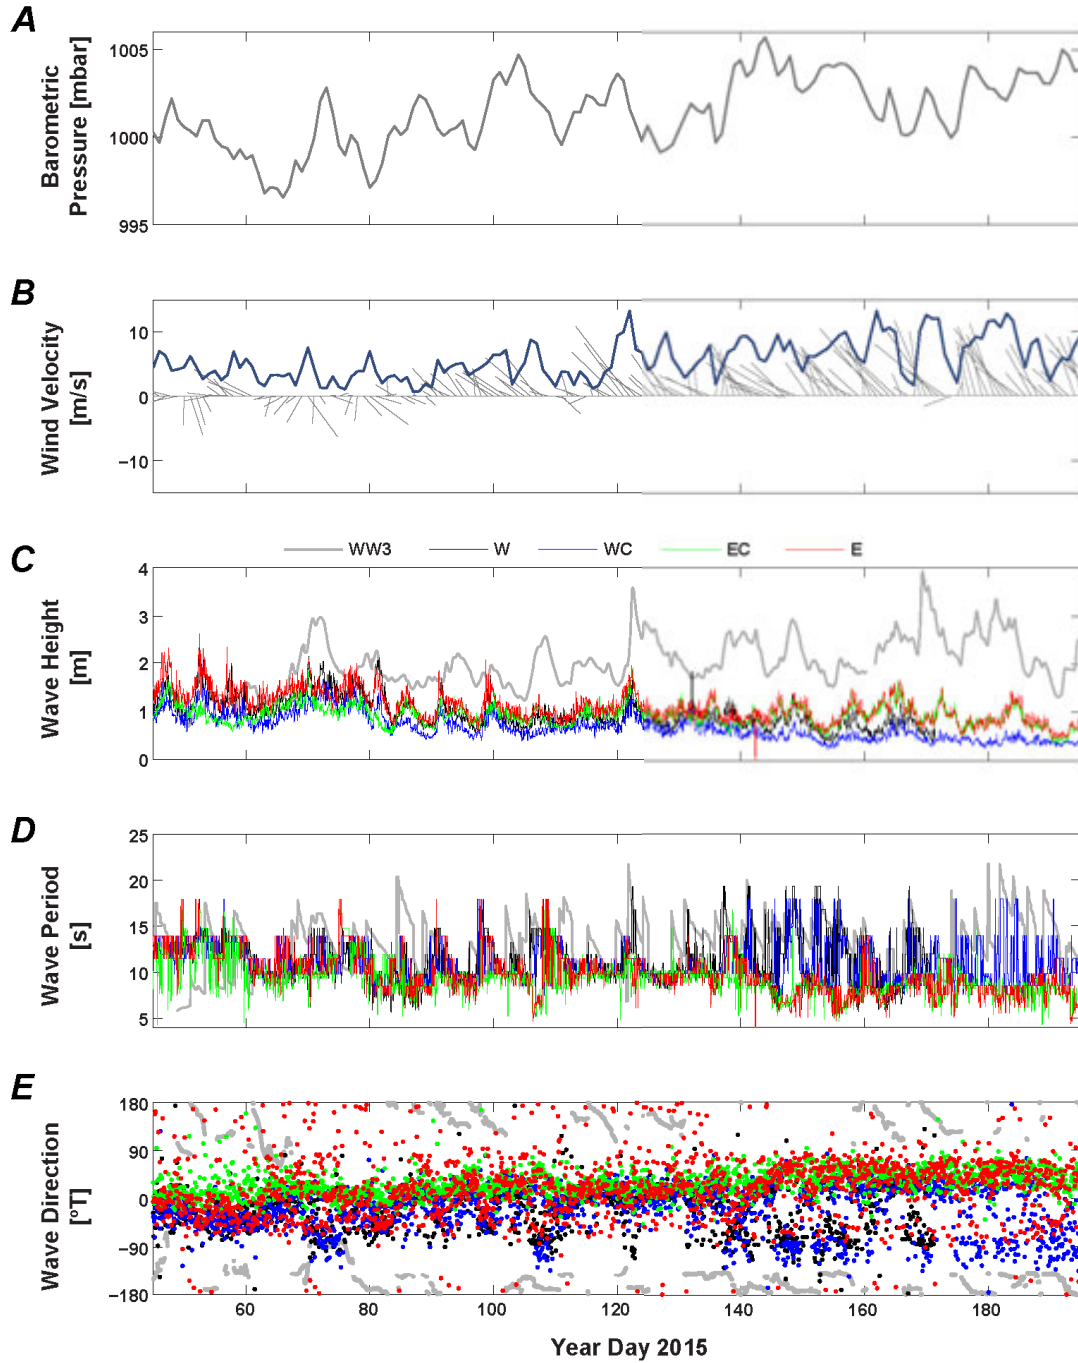 A
Barometric
Pressure [mbar]
1005
1000
995
B
Wind Velocity
[m/s]
10
0
−10
C
WW3 W WC EC E
Wave Height
[m]
4
3
2
1
0
D
Wave Period
[s]
25
20
15
10
5
E
Wave Direction
[°T]
180
90
0
−90
−180
60 80 100 120 140 160 180
Year Day 2015